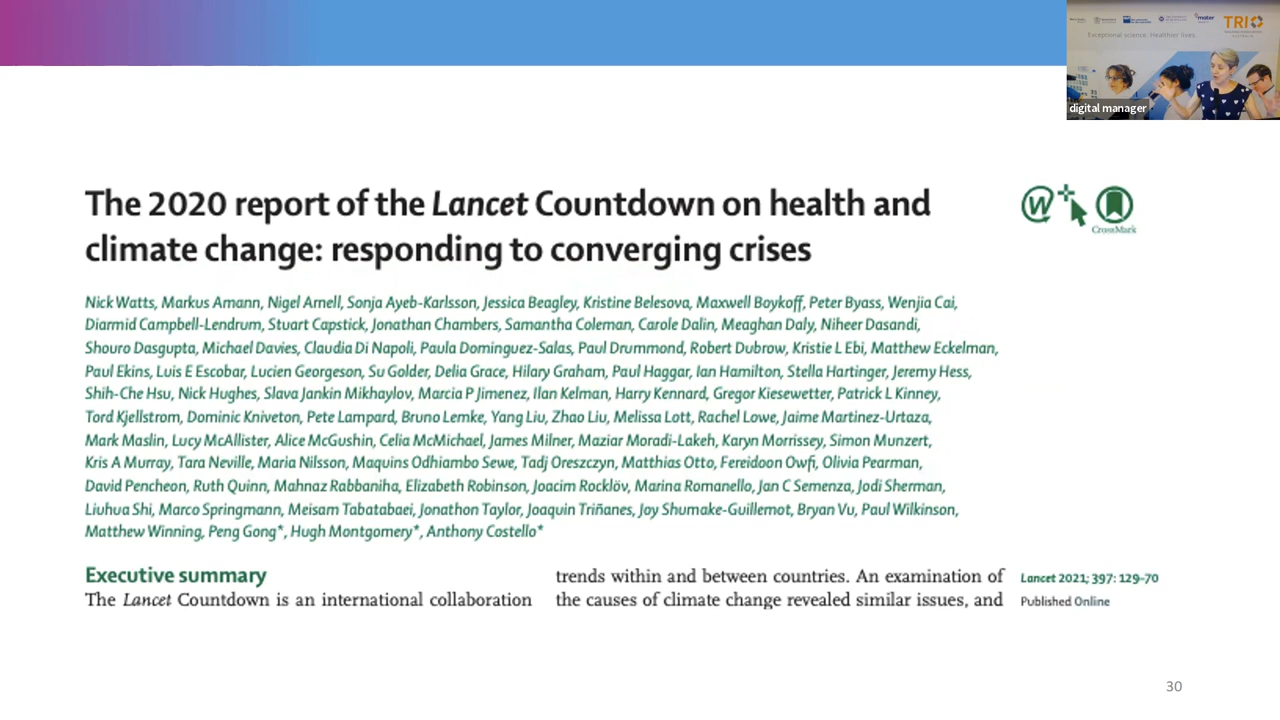 mater
TRI
Exceptional science. Healthier lives.
digital manager
The 2020 report of the Lancet Countdown on health and
climate change: responding to converging crises
W
CrossMark
Nick Watts, Markus Amann, Nigel Arnell, Sonja Ayeb-Karlsson, Jessica Beagley, Kristine Belesova, Maxwell Boykoff, Peter Byass, Wenjia Cai,
Diarmid Campbell-Lendrum, Stuart Capstick, Jonathan Chambers, Samantha Coleman, Carole Dalin, Meaghan Daly, Niheer Dasandi,
Shouro Dasgupta, Michael Davies, Claudia Di Napoli, Paula Dominguez-Salas, Paul Drummond, Robert Dubrow, Kristie L Ebi, Matthew Eckelman,
Paul Ekins, Luis E Escobar, Lucien Georgeson, Su Golder, Delia Grace, Hilary Graham, Paul Haggar, Ian Hamilton, Stella Hartinger, Jeremy Hess,
Shih-Che Hsu, Nick Hughes, Slava Jankin Mikhaylov, Marcia P Jimenez, Ilan Kelman, Harry Kennard, Gregor Kiesewetter, Patrick L Kinney,
Tord Kjellstrom, Dominic Kniveton, Pete Lampard, Bruno Lemke, Yang Liu, Zhao Liu, Melissa Lott, Rachel Lowe, Jaime Martinez-Urtaza,
Mark Maslin, Lucy McAllister, Alice McGushin, Celia McMichael, James Milner, Maziar Moradi-Lakeh, Karyn Morrissey, Simon Munzert,
Kris A Murray, Tara Neville, Maria Nilsson, Maquins Odhiambo Sewe, Tadj Oreszczyn, Matthias Otto, Fereidoon Owfi, Olivia Pearman,
David Pencheon, Ruth Quinn, Mahnaz Rabbaniha, Elizabeth Robinson, Joacim Rocklöv, Marina Romanello, Jan C Semenza, Jodi Sherman,
Liuhua Shi, Marco Springmann, Meisam Tabatabaei, Jonathon Taylor, Joaquin Triñanes, Joy Shumake-Guillemot, Bryan Vu, Paul Wilkinson,
Matthew Winning, Peng Gong*, Hugh Montgomery*, Anthony Costello*
Executive summary
The Lancet Countdown is an international collaboration
trends within and between countries. An examination of
the causes of climate change revealed similar issues, and
Lancet 2021; 397: 129–70
Published Online
30